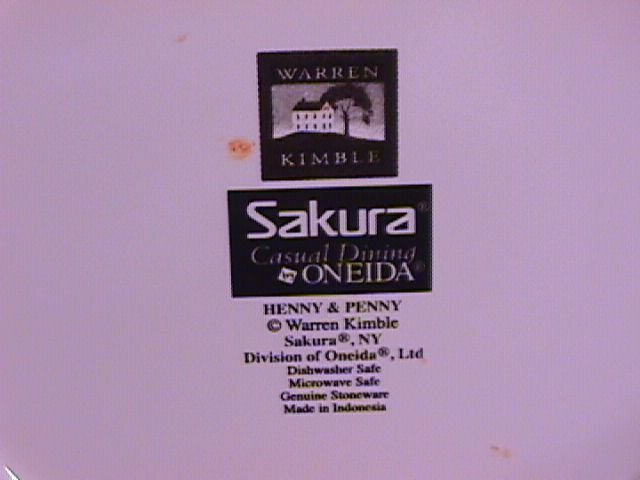 WARREN
KIMBLE
Sakura®
Casual Dining
by ONEIDA®
HENNY & PENNY
© Warren Kimble
Sakura®, NY
Division of Oneida®, Ltd
Dishwasher Safe
Microwave Safe
Genuine Stoneware
Made in Indonesia